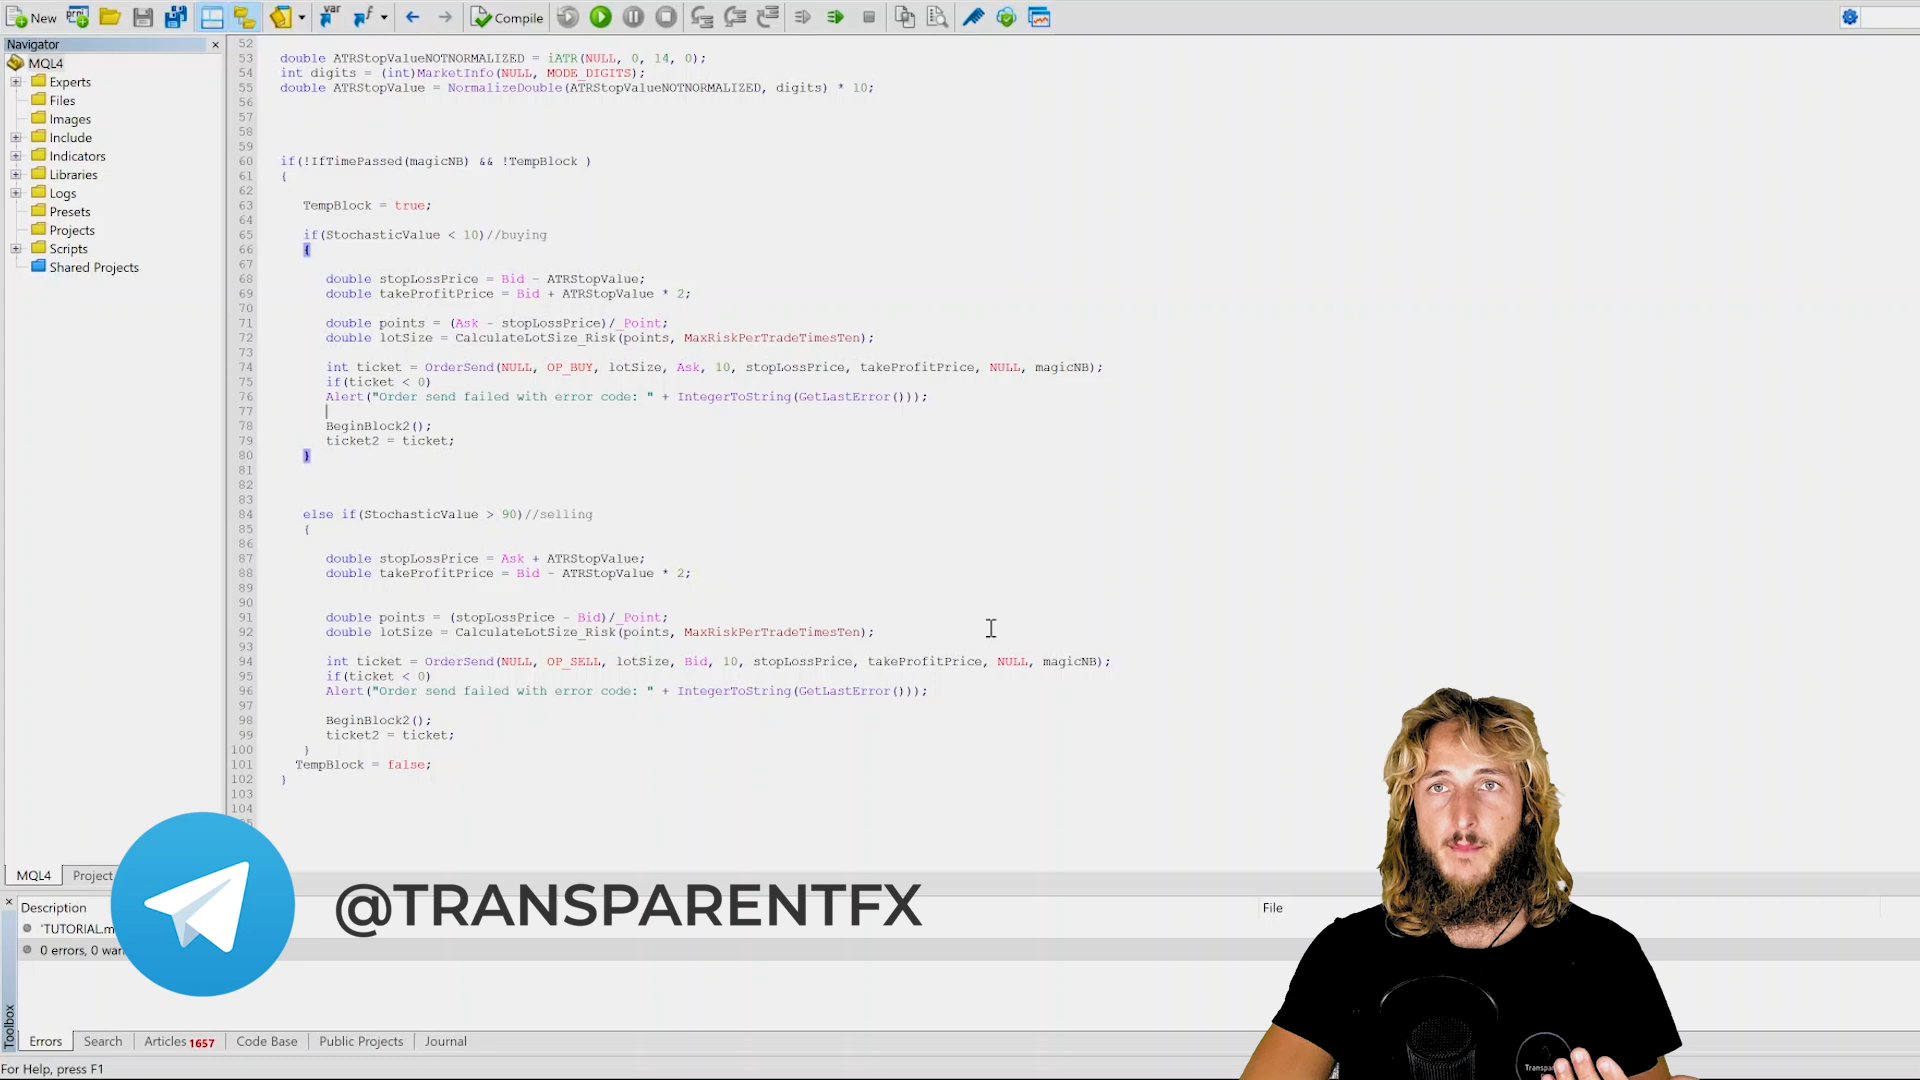 New
var
Compile
Navigator ×
MQL4
Experts
Files
Images
Include
Indicators
Libraries
Logs
Presets
Projects
Scripts
Shared Projects
52
53 double ATRStopValueNOTNORMALIZED = iATR(NULL, 0, 14, 0);
54 int digits = (int)MarketInfo(NULL, MODE_DIGITS);
55 double ATRStopValue = NormalizeDouble(ATRStopValueNOTNORMALIZED, digits) * 10;
56
57
58
59
60 if(!IfTimePassed(magicNB) && !TempBlock )
61 {
62
63 TempBlock = true;
64
65 if(StochasticValue < 10)//buying
66 {
67
68 double stopLossPrice = Bid - ATRStopValue;
69 double takeProfitPrice = Bid + ATRStopValue * 2;
70
71 double points = (Ask - stopLossPrice)/_Point;
72 double lotSize = CalculateLotSize_Risk(points, MaxRiskPerTradeTimesTen);
73
74 int ticket = OrderSend(NULL, OP_BUY, lotSize, Ask, 10, stopLossPrice, takeProfitPrice, NULL, magicNB);
75 if(ticket < 0)
76 Alert("Order send failed with error code: " + IntegerToString(GetLastError()));
77
78 BeginBlock2();
79 ticket2 = ticket;
80 }
81
82
83
84 else if(StochasticValue > 90)//selling
85 {
86
87 double stopLossPrice = Ask + ATRStopValue;
88 double takeProfitPrice = Bid - ATRStopValue * 2;
89
90
91 double points = (stopLossPrice - Bid)/_Point;
92 double lotSize = CalculateLotSize_Risk(points, MaxRiskPerTradeTimesTen);
93
94 int ticket = OrderSend(NULL, OP_SELL, lotSize, Bid, 10, stopLossPrice, takeProfitPrice, NULL, magicNB);
95 if(ticket < 0)
96 Alert("Order send failed with error code: " + IntegerToString(GetLastError()));
97
98 BeginBlock2();
99 ticket2 = ticket;
100 }
101 TempBlock = false;
102 }
103
104
MQL4 Project
Description File
'TUTORIAL.m
0 errors, 0 wa
@TRANSPARENTFX
Toolbox
Errors Search Articles 1657 Code Base Public Projects Journal
For Help, press F1